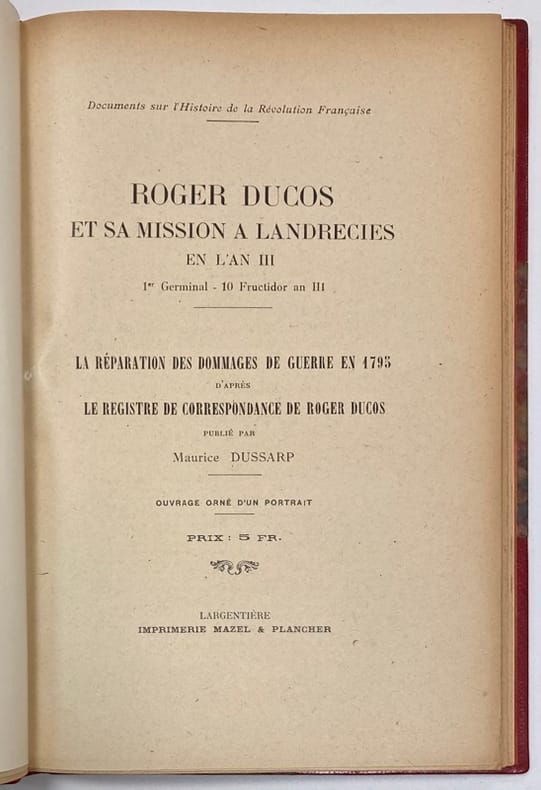 Documents sur l'Histoire de la Révolution Française
ROGER DUCOS
ET SA MISSION A LANDRECIES
EN L'AN III
1er Germinal - 10 Fructidor an III
LA RÉPARATION DES DOMMAGES DE GUERRE EN 1795
D'APRÈS
LE REGISTRE DE CORRESPONDANCE DE ROGER DUCOS
PUBLIÉ PAR
Maurice DUSSARP
OUVRAGE ORNÉ D'UN PORTRAIT
PRIX : 5 FR.
LARGENTIÈRE
IMPRIMERIE MAZEL & PLANCHER